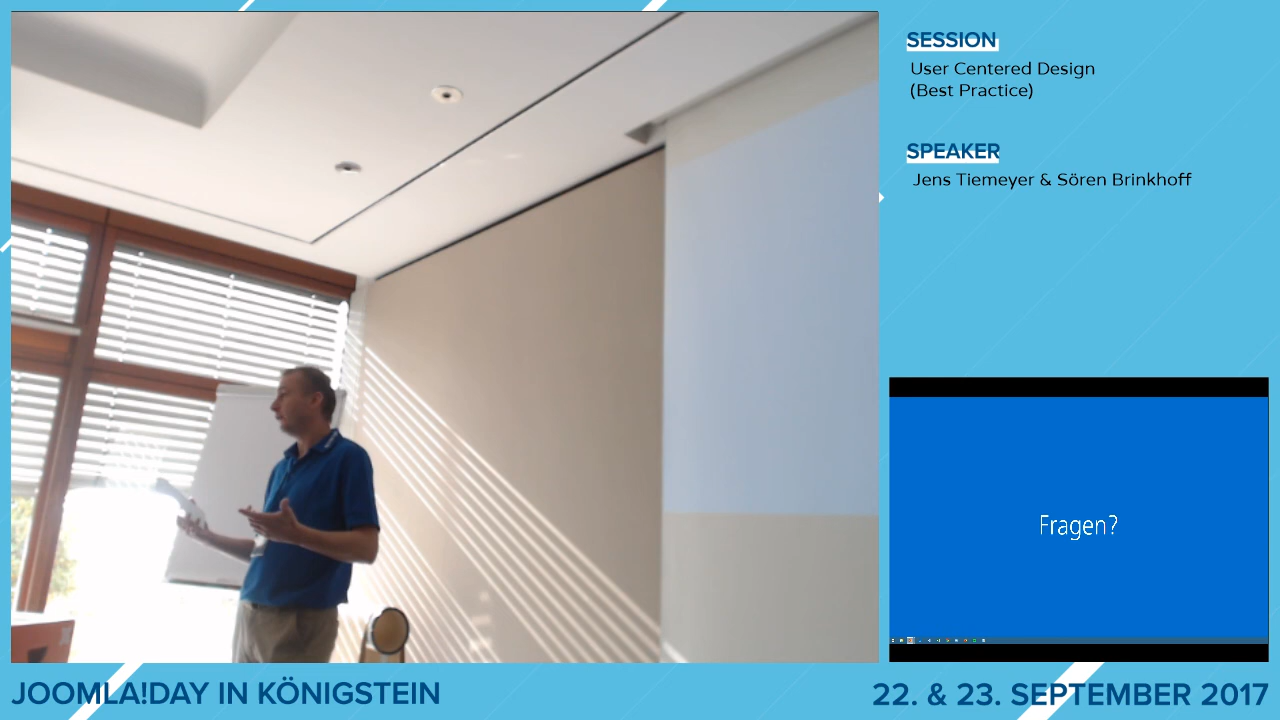 SESSION
User Centered Design
(Best Practice)
SPEAKER
Jens Tiemeyer & Sören Brinkhoff
Fragen?
JOOMLA!DAY IN KÖNIGSTEIN
22. & 23. SEPTEMBER 2017